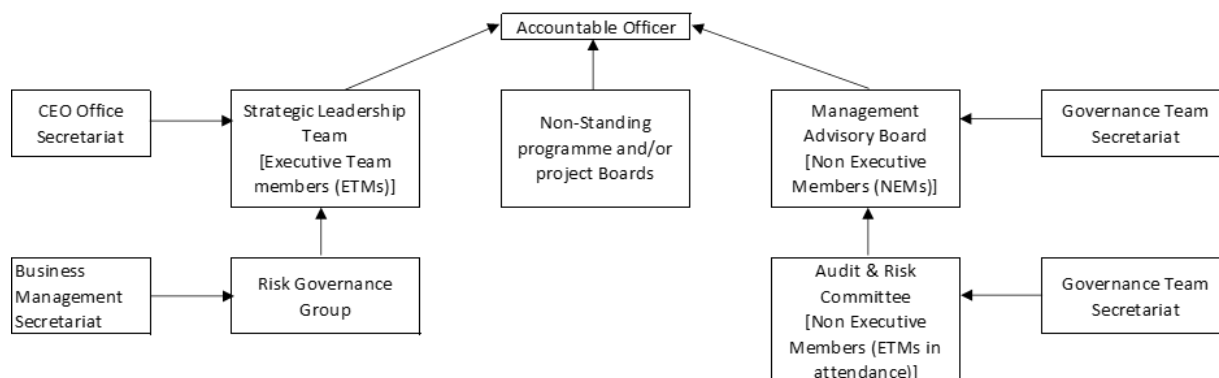 Accountable Officer
CEO Office
Secretariat
Strategic Leadership
Team
[Executive Team
members (ETMs)]
Non-Standing
programme and/or
project Boards
Management
Advisory Board
[Non Executive
Members (NEMs)]
Governance Team
Secretariat
Business
Management
Secretariat
Risk Governance
Group
Audit & Risk
Committee
[Non Executive
Members (ETMs in
attendance)]
Governance Team
Secretariat